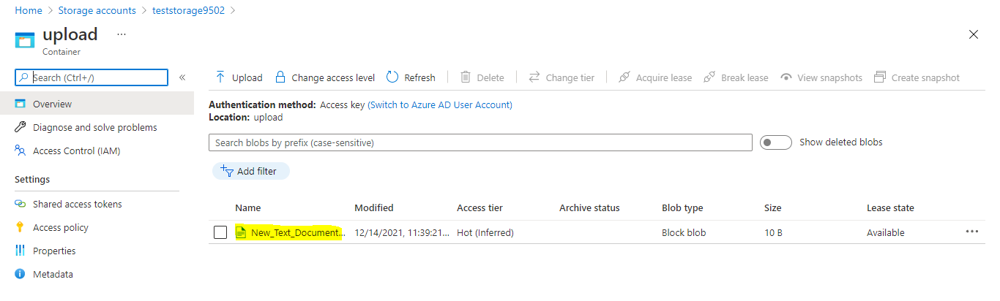 Home > Storage accounts > teststorage9502 >
upload ...
Container
Search (Ctrl+/)
«
Overview
Diagnose and solve problems
Access Control (IAM)
Settings
Shared access tokens
Access policy
Properties
Metadata
Upload Change access level Refresh Delete Change tier Acquire lease Break lease View snapshots Create snapshot
Authentication method: Access key (Switch to Azure AD User Account)
Location: upload
Search blobs by prefix (case-sensitive) Show deleted blobs
Add filter
Name Modified Access tier Archive status Blob type Size Lease state
New_Text_Document... 12/14/2021, 11:39:21... Hot (Inferred) Block blob 10 B Available ...